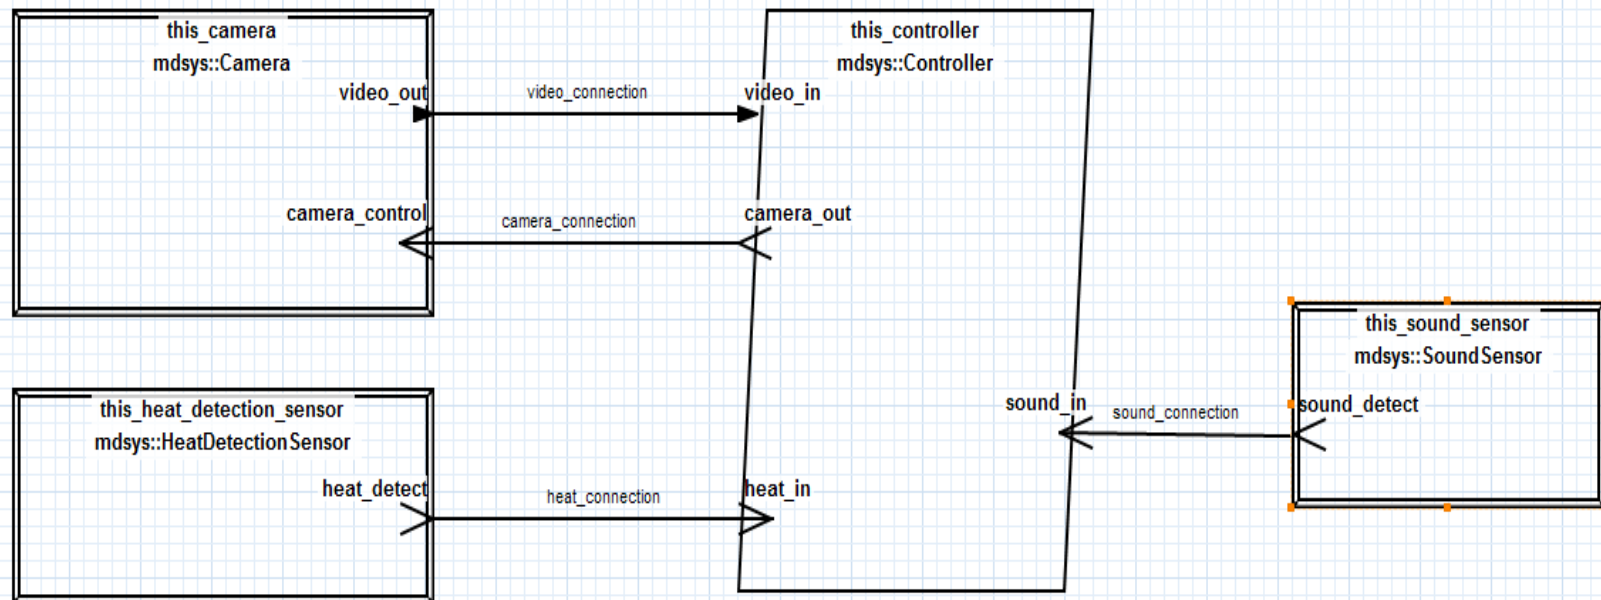 this_camera
mdsys::Camera
video_out
camera_control
video_connection
camera_connection
this_controller
mdsys::Controller
video_in
camera_out
sound_in
heat_in
this_heat_detection_sensor
mdsys::HeatDetectionSensor
heat_detect
heat_connection
sound_connection
this_sound_sensor
mdsys::SoundSensor
sound_detect